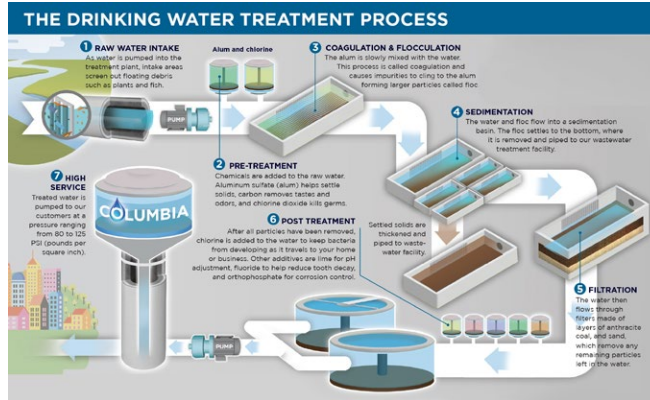 THE DRINKING WATER TREATMENT PROCESS
1 RAW WATER INTAKE
As water is pumped into the
treatment plant, intake areas
screen out floating debris
such as plants and fish.
Alum and chlorine
3 COAGULATION & FLOCCULATION
The alum is slowly mixed with the water.
This process is called coagulation and
causes impurities to cling to the alum
forming larger particles called floc
PUMP
2 PRE-TREATMENT
Chemicals are added to the raw water.
Aluminum sulfate (alum) helps settle
solids, carbon removes tastes and
odors, and chlorine dioxide kills germs.
4 SEDIMENTATION
The water and floc flow into a sedimentation
basin. The floc settles to the bottom, where
it is removed and piped to our wastewater
treatment facility.
Settled solids are
thickened and
piped to waste-
water facility.
5 FILTRATION
The water then
flows through
filters made of
layers of anthracite
coal, and sand,
which remove any
remaining particles
left in the water.
6 POST TREATMENT
After all particles have been removed,
chlorine is added to the water to keep bacteria
from developing as it travels to your home
or business. Other additives are lime for pH
adjustment, fluoride to help reduce tooth decay,
and orthophosphate for corrosion control.
PUMP
7 HIGH
SERVICE
Treated water is
pumped to our
customers at a
pressure ranging
from 80 to 125
PSI (pounds per
square inch).
COLUMBIA